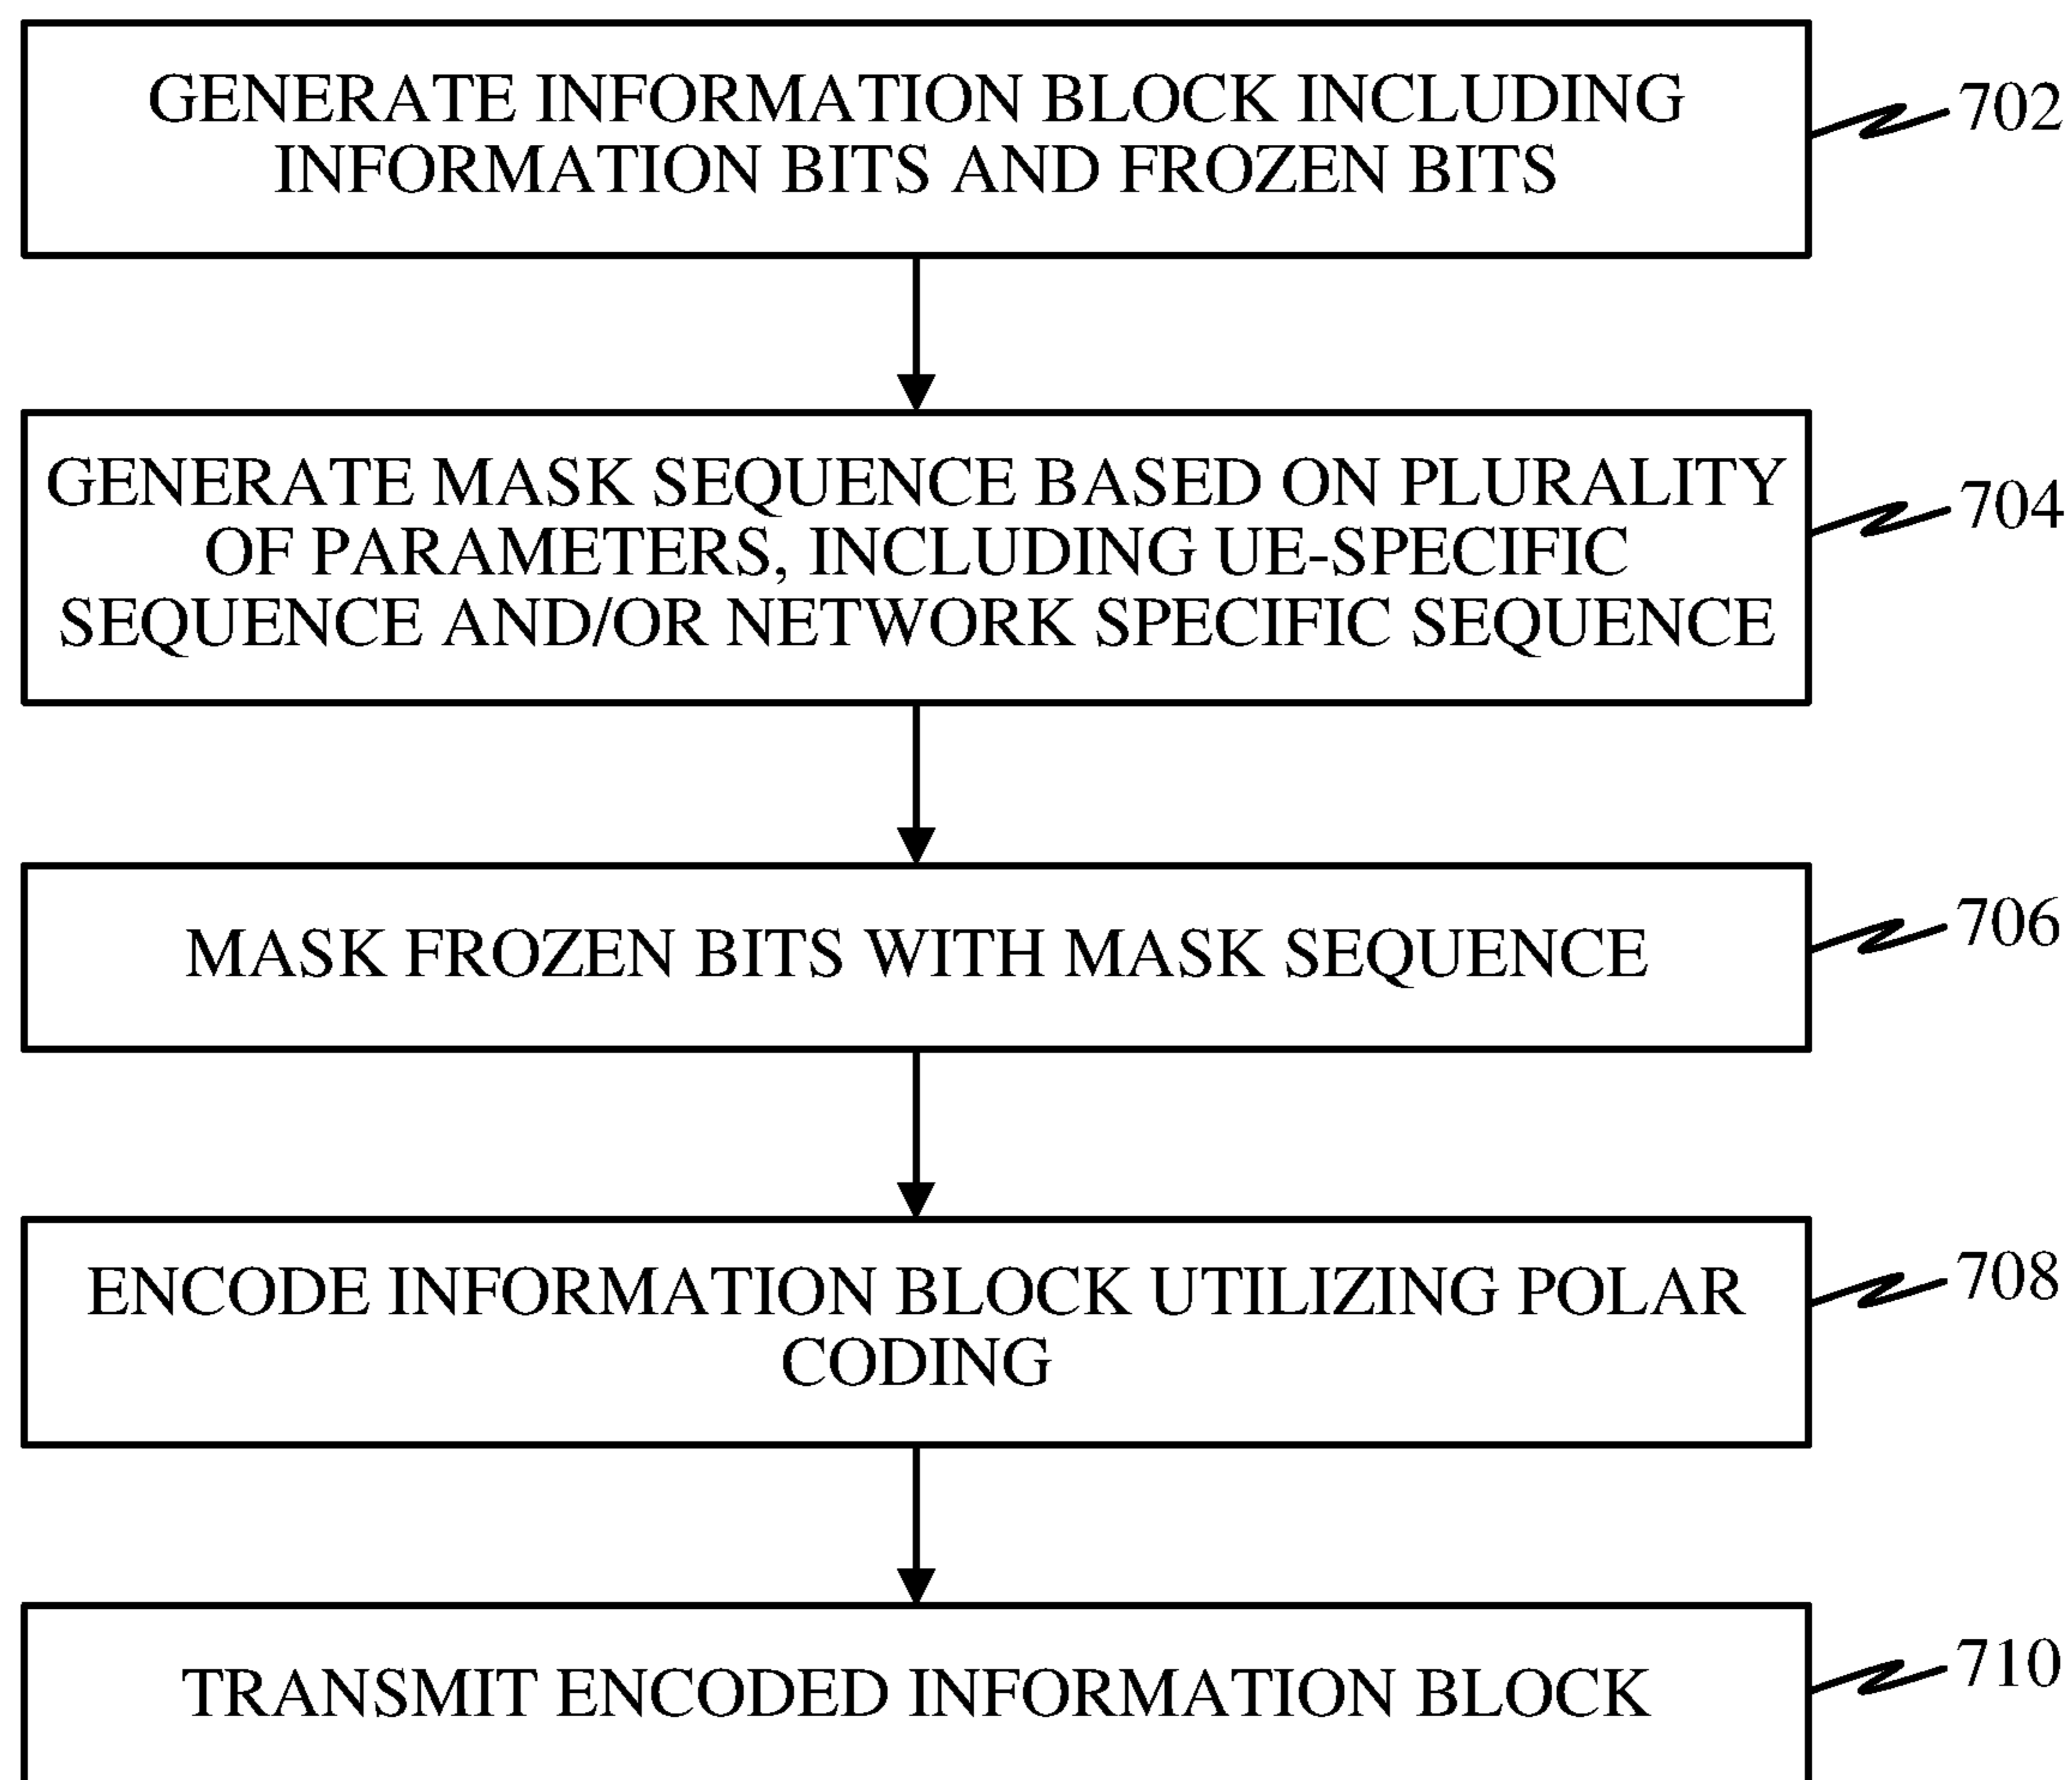 GENERATE INFORMATION BLOCK INCLUDING
INFORMATION BITS AND FROZEN BITS
702
GENERATE MASK SEQUENCE BASED ON PLURALITY
OF PARAMETERS, INCLUDING UE-SPECIFIC
SEQUENCE AND/OR NETWORK SPECIFIC SEQUENCE
704
MASK FROZEN BITS WITH MASK SEQUENCE
706
ENCODE INFORMATION BLOCK UTILIZING POLAR
CODING
708
TRANSMIT ENCODED INFORMATION BLOCK
710